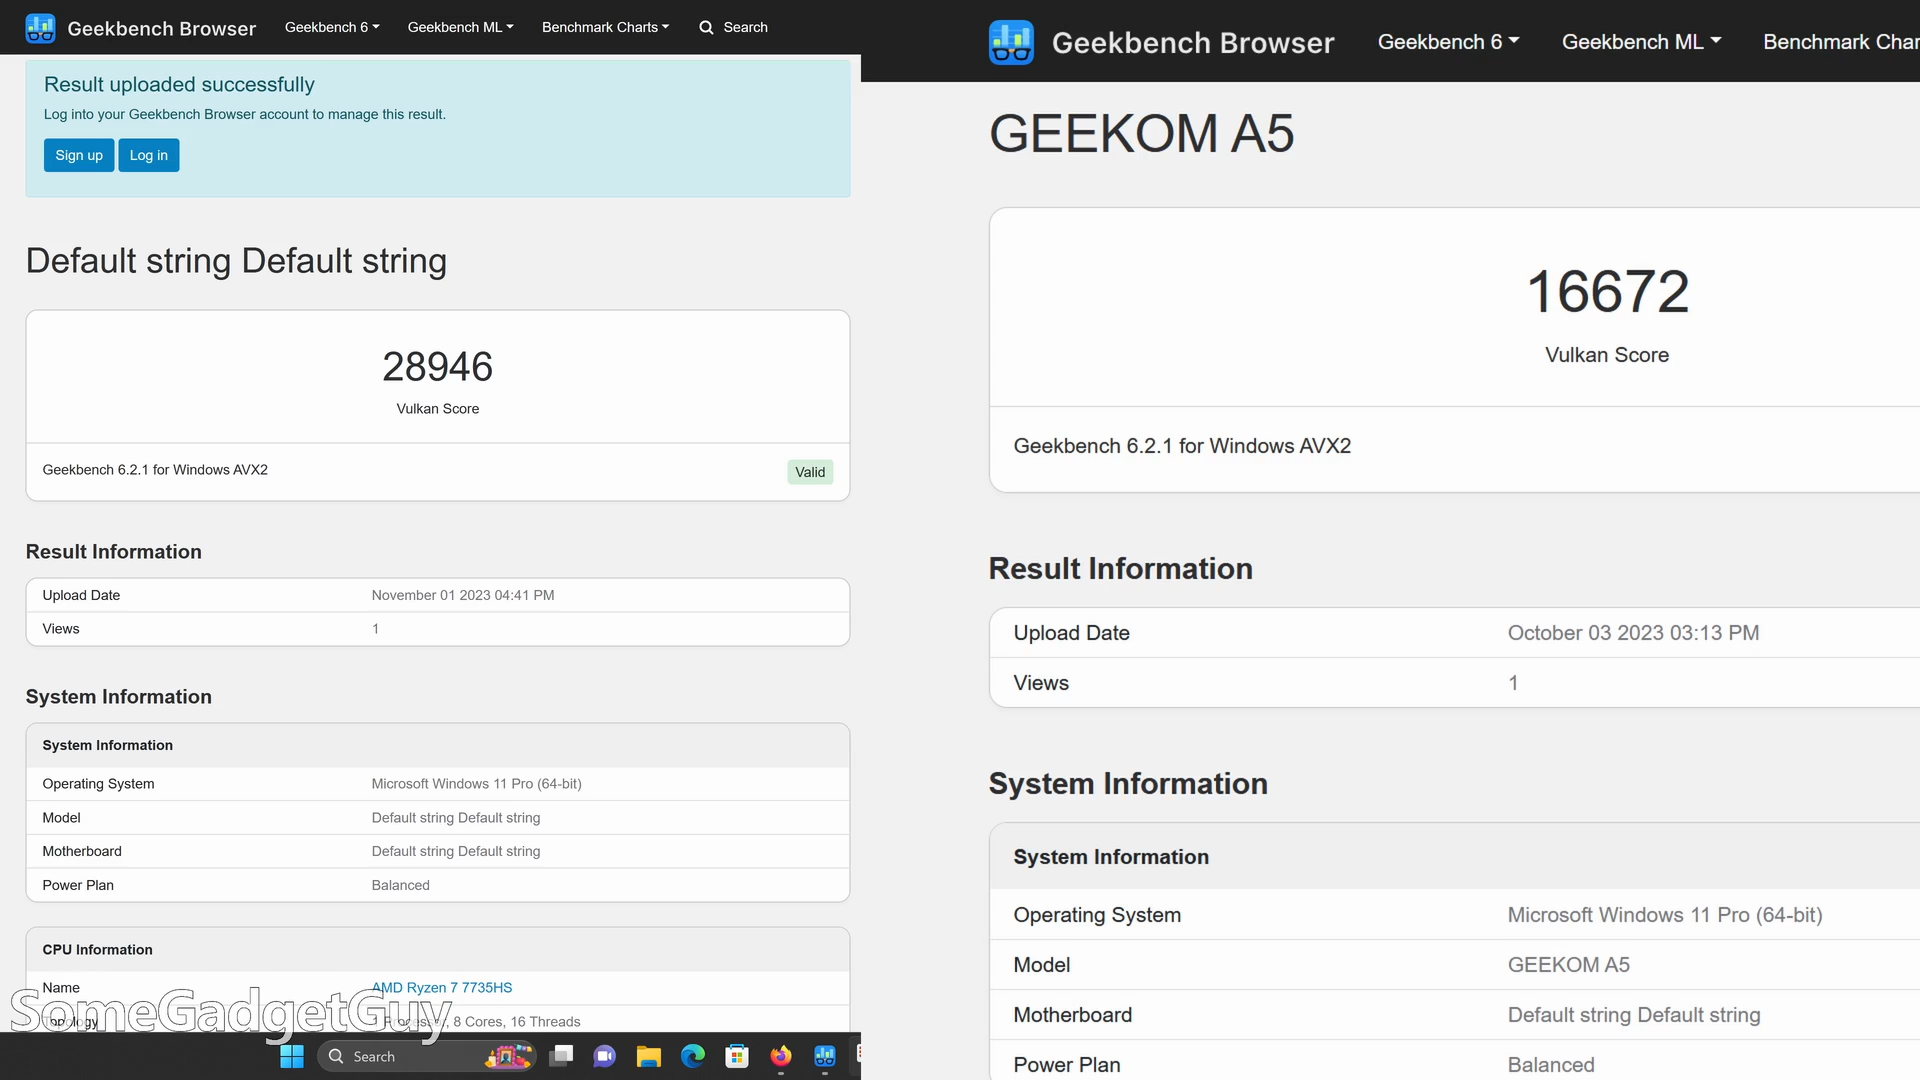 Geekbench Browser Geekbench 6 Geekbench ML Benchmark Charts Search
Result uploaded successfully
Log into your Geekbench Browser account to manage this result.
Sign up Log in
Default string Default string
28946
Vulkan Score
Geekbench 6.2.1 for Windows AVX2 Valid
Result Information
Upload Date November 01 2023 04:41 PM
Views 1
System Information
System Information
Operating System Microsoft Windows 11 Pro (64-bit)
Model Default string Default string
Motherboard Default string Default string
Power Plan Balanced
CPU Information
Name AMD Ryzen 7 7735HS
Topology 1 Processor, 8 Cores, 16 Threads
SomeGadgetGuy
Search
Geekbench Browser Geekbench 6 Geekbench ML Benchmark Char
GEEKOM A5
16672
Vulkan Score
Geekbench 6.2.1 for Windows AVX2
Result Information
Upload Date October 03 2023 03:13 PM
Views 1
System Information
System Information
Operating System Microsoft Windows 11 Pro (64-bit)
Model GEEKOM A5
Motherboard Default string Default string
Power Plan Balanced